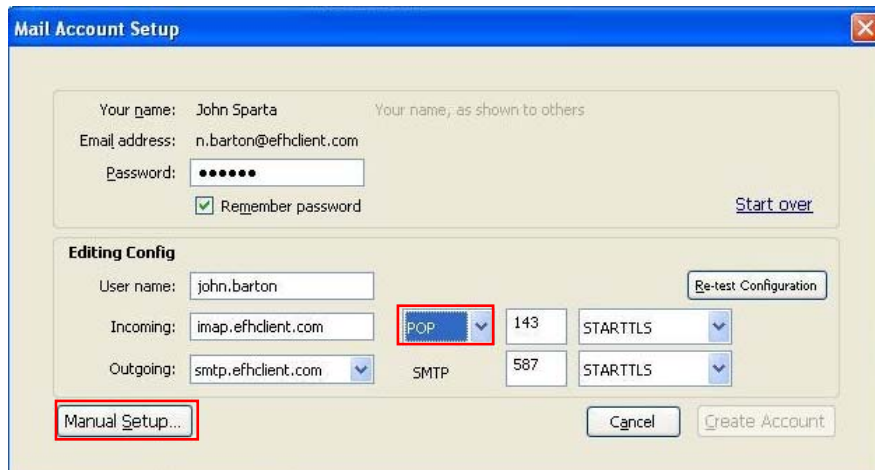 Mail Account Setup
Your name: John Sparta Your name, as shown to others
Email address: n.barton@efhclient.com
Password: ••••••
Remember password Start over
Editing Config
User name: john.barton Re-test Configuration
Incoming: imap.efhclient.com POP 143 STARTTLS
Outgoing: smtp.efhclient.com SMTP 587 STARTTLS
Manual Setup... Cancel Create Account